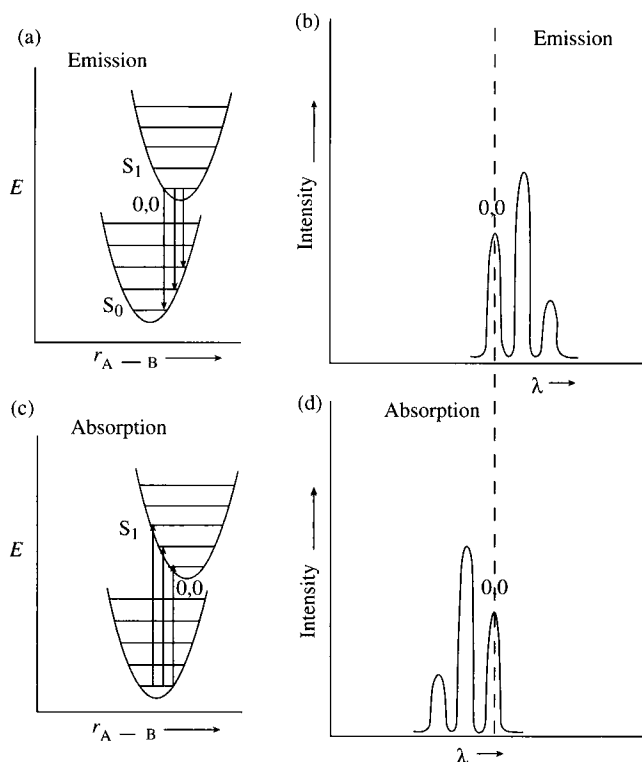 (a)
Emission
E
S1
0,0
S0
rA — B
(b)
Emission
Intensity
0,0
λ
(c)
Absorption
E
S1
0,0
rA — B
(d)
Absorption
Intensity
0,0
λ